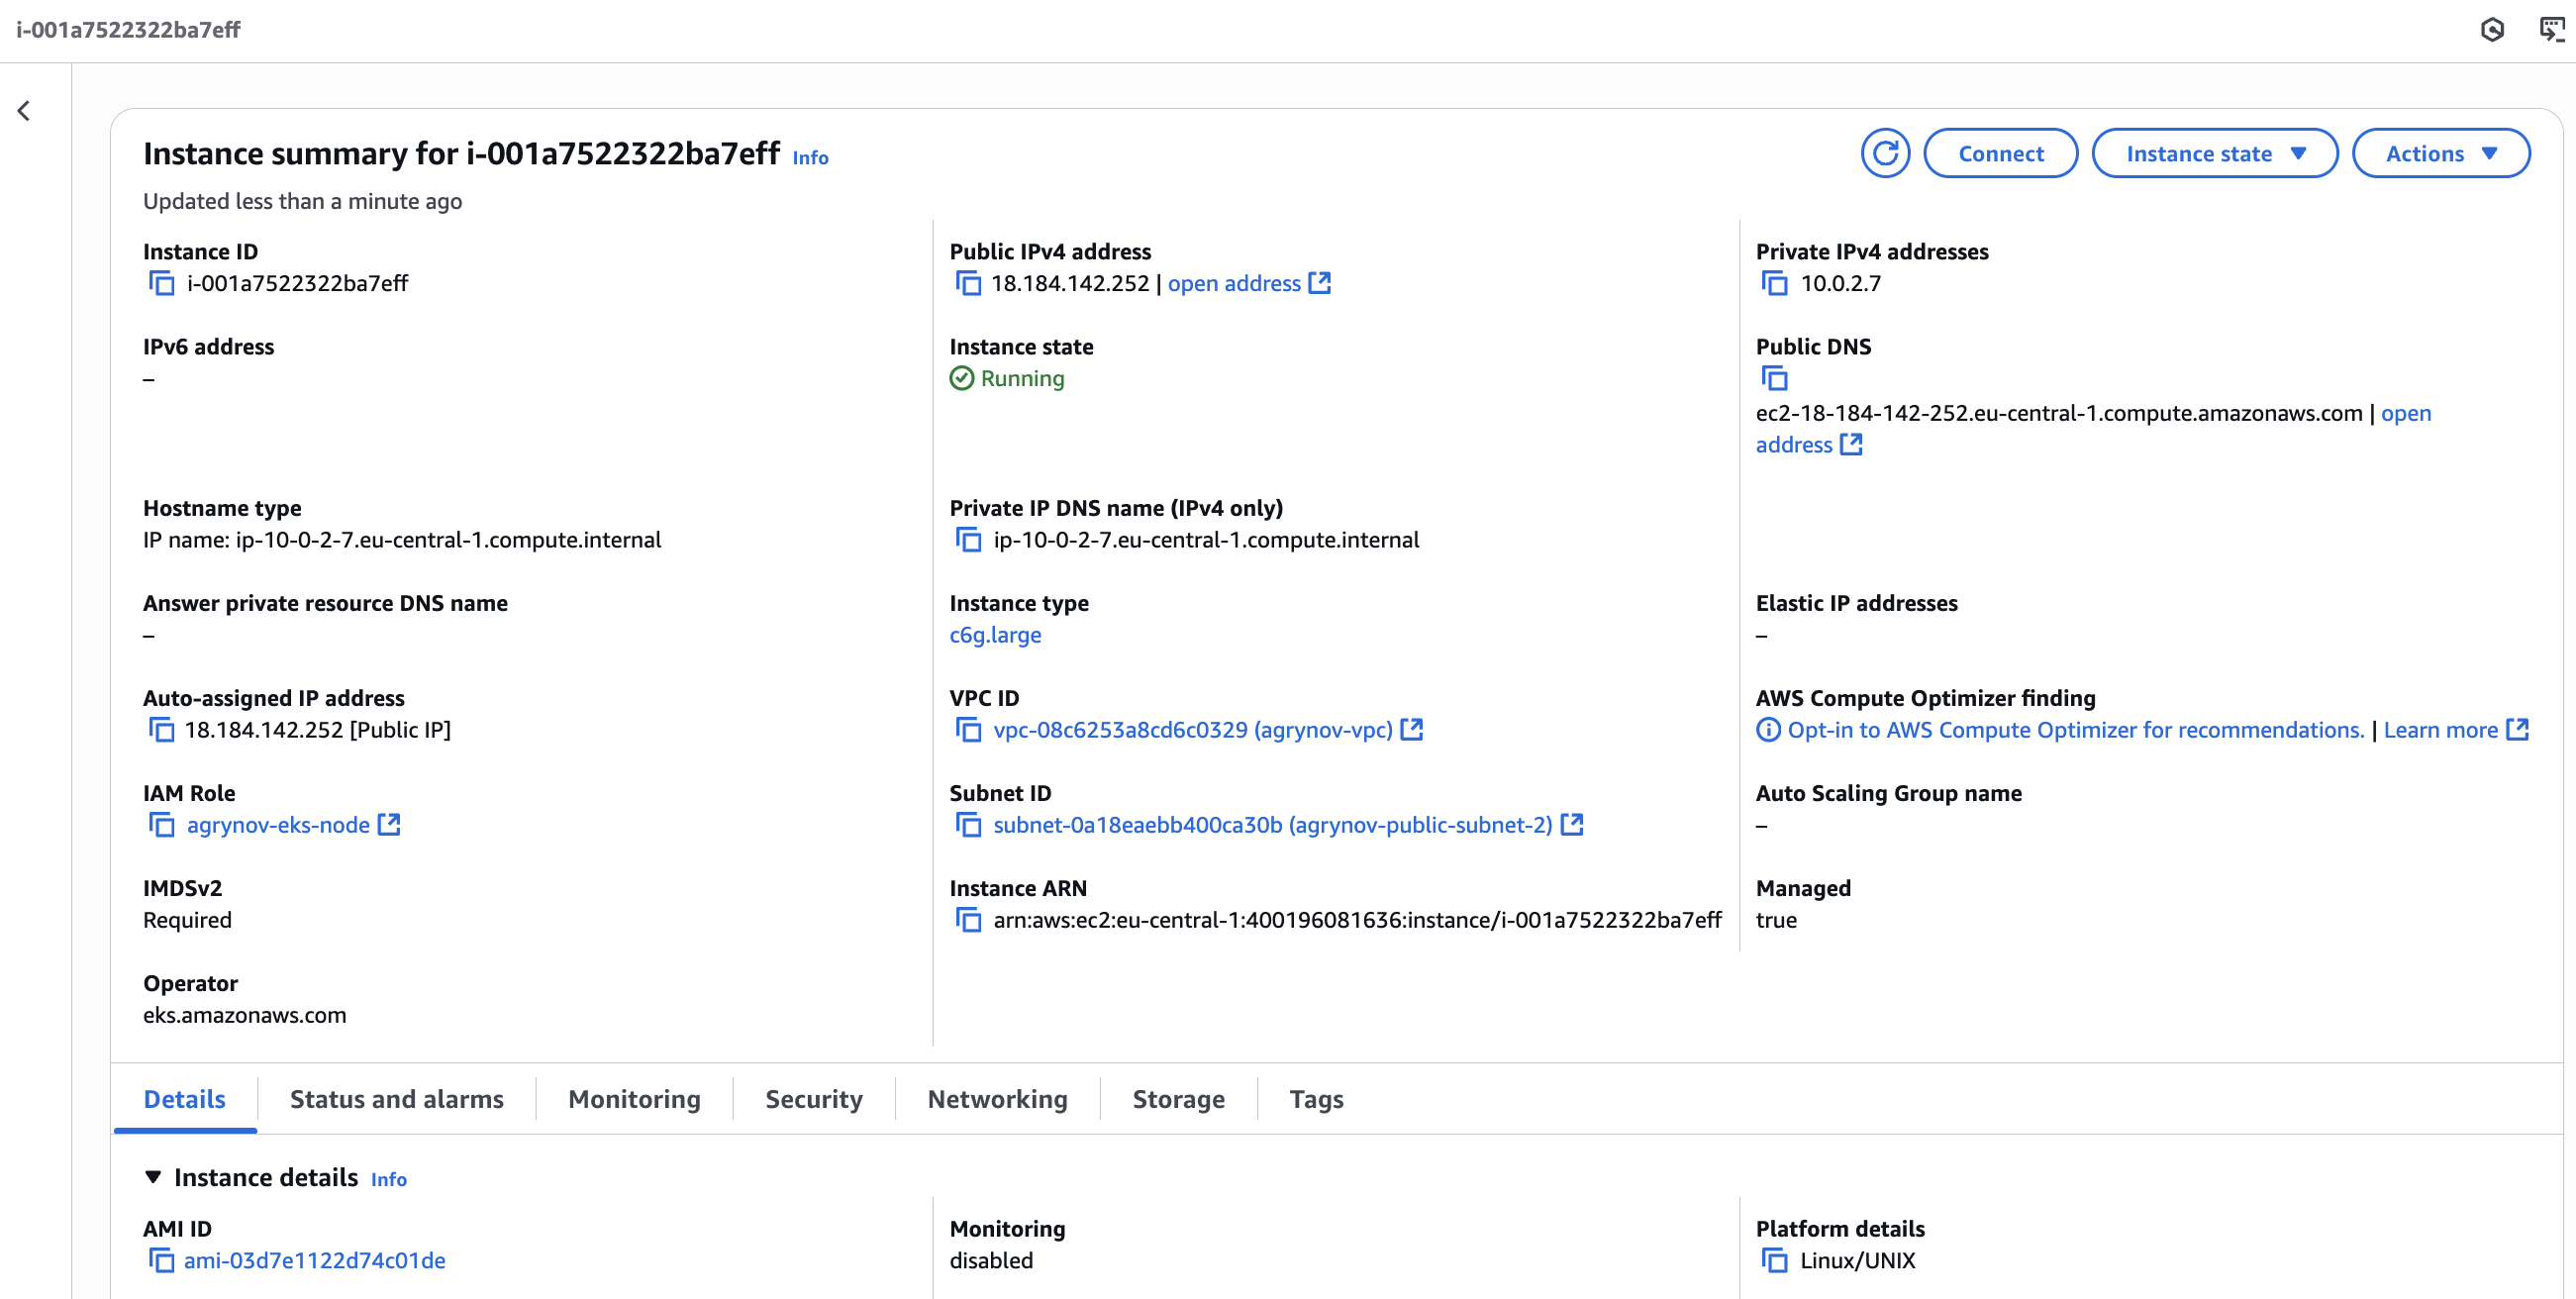 i-001a7522322ba7eff
Instance summary for i-001a7522322ba7eff Info
Connect
Instance state
Actions
Updated less than a minute ago
Instance ID
i-001a7522322ba7eff
Public IPv4 address
18.184.142.252 | open address
Private IPv4 addresses
10.0.2.7
IPv6 address
–
Instance state
Running
Public DNS
ec2-18-184-142-252.eu-central-1.compute.amazonaws.com | open
address
Hostname type
IP name: ip-10-0-2-7.eu-central-1.compute.internal
Private IP DNS name (IPv4 only)
ip-10-0-2-7.eu-central-1.compute.internal
Answer private resource DNS name
–
Instance type
c6g.large
Elastic IP addresses
–
Auto-assigned IP address
18.184.142.252 [Public IP]
VPC ID
vpc-08c6253a8cd6c0329 (agrynov-vpc)
AWS Compute Optimizer finding
Opt-in to AWS Compute Optimizer for recommendations. | Learn more
IAM Role
agrynov-eks-node
Subnet ID
subnet-0a18eaebb400ca30b (agrynov-public-subnet-2)
Auto Scaling Group name
–
IMDSv2
Required
Instance ARN
arn:aws:ec2:eu-central-1:400196081636:instance/i-001a7522322ba7eff
Managed
true
Operator
eks.amazonaws.com
Details
Status and alarms
Monitoring
Security
Networking
Storage
Tags
Instance details Info
AMI ID
ami-03d7e1122d74c01de
Monitoring
disabled
Platform details
Linux/UNIX